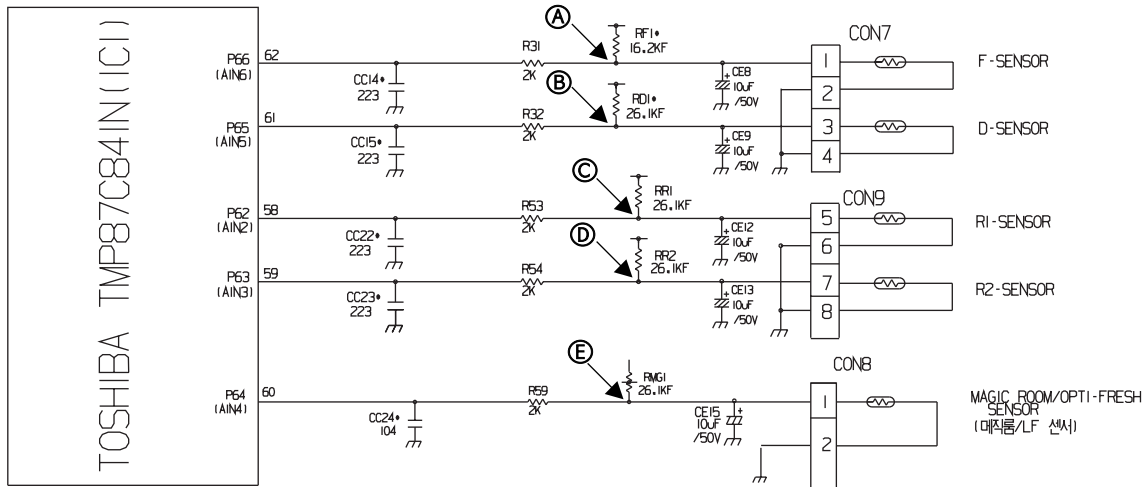 TOSHIBA TMP87C841N(IC1)
A
RF1*
16.2KF
CON7
P66
(AIN6)
62
R31
2K
CC14*
223
CE8
10uF
/50V
1
2
F-SENSOR
B
RD1*
26.1KF
P65
(AIN5)
61
R32
2K
CC15*
223
CE9
10uF
/50V
3
4
D-SENSOR
C
RR1
26.1KF
CON9
P62
(AIN2)
58
R53
2K
CC22*
223
CE12
10uF
/50V
5
6
R1-SENSOR
D
RR2
26.1KF
P63
(AIN3)
59
R54
2K
CC23*
223
CE13
10uF
/50V
7
8
R2-SENSOR
E
RMG1
26.1KF
CON8
P64
(AIN4)
60
R59
2K
CC24*
104
CE15
10uF
/50V
1
2
MAGIC ROOM/OPTI-FRESH
SENSOR
(매직룸/LF 센서)